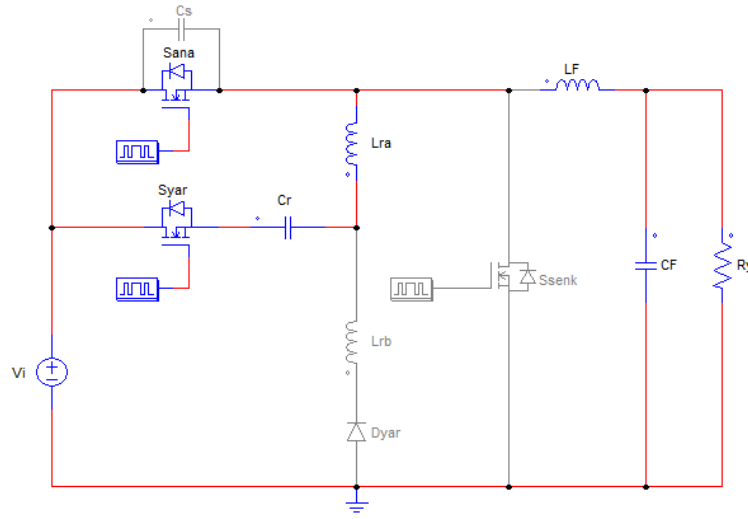 Cs
Sana
LF
Lra
Syar
Cr
Ssenk
CF
Ry
Lrb
Vi
Dyar